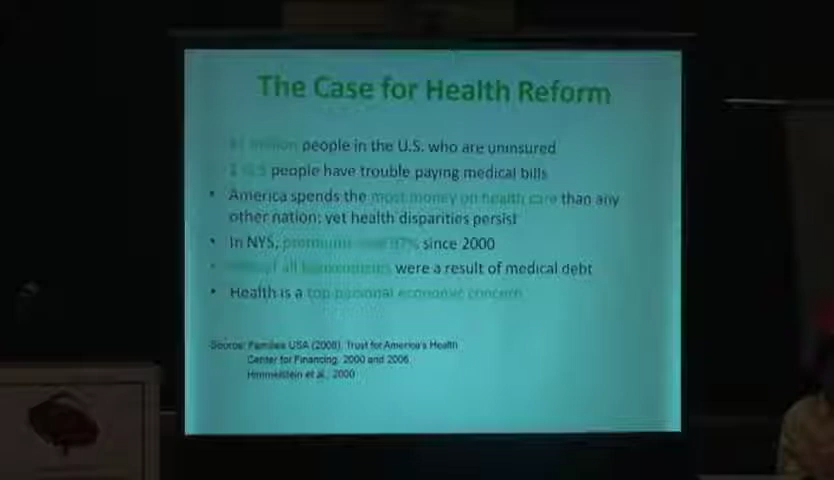 The Case for Health Reform
people in the U.S. who are uninsured
people have trouble paying medical bills
• America spends the most money on health care than any
other nation; yet health disparities persist
• In NYS, premiums 97% since 2000
• of all bankruptcies were a result of medical debt
• Health is a top national economic concern
Source: Families USA (2008), Trust for America's Health
Center for Financing, 2000 and 2006
Himmelstein et al., 2000